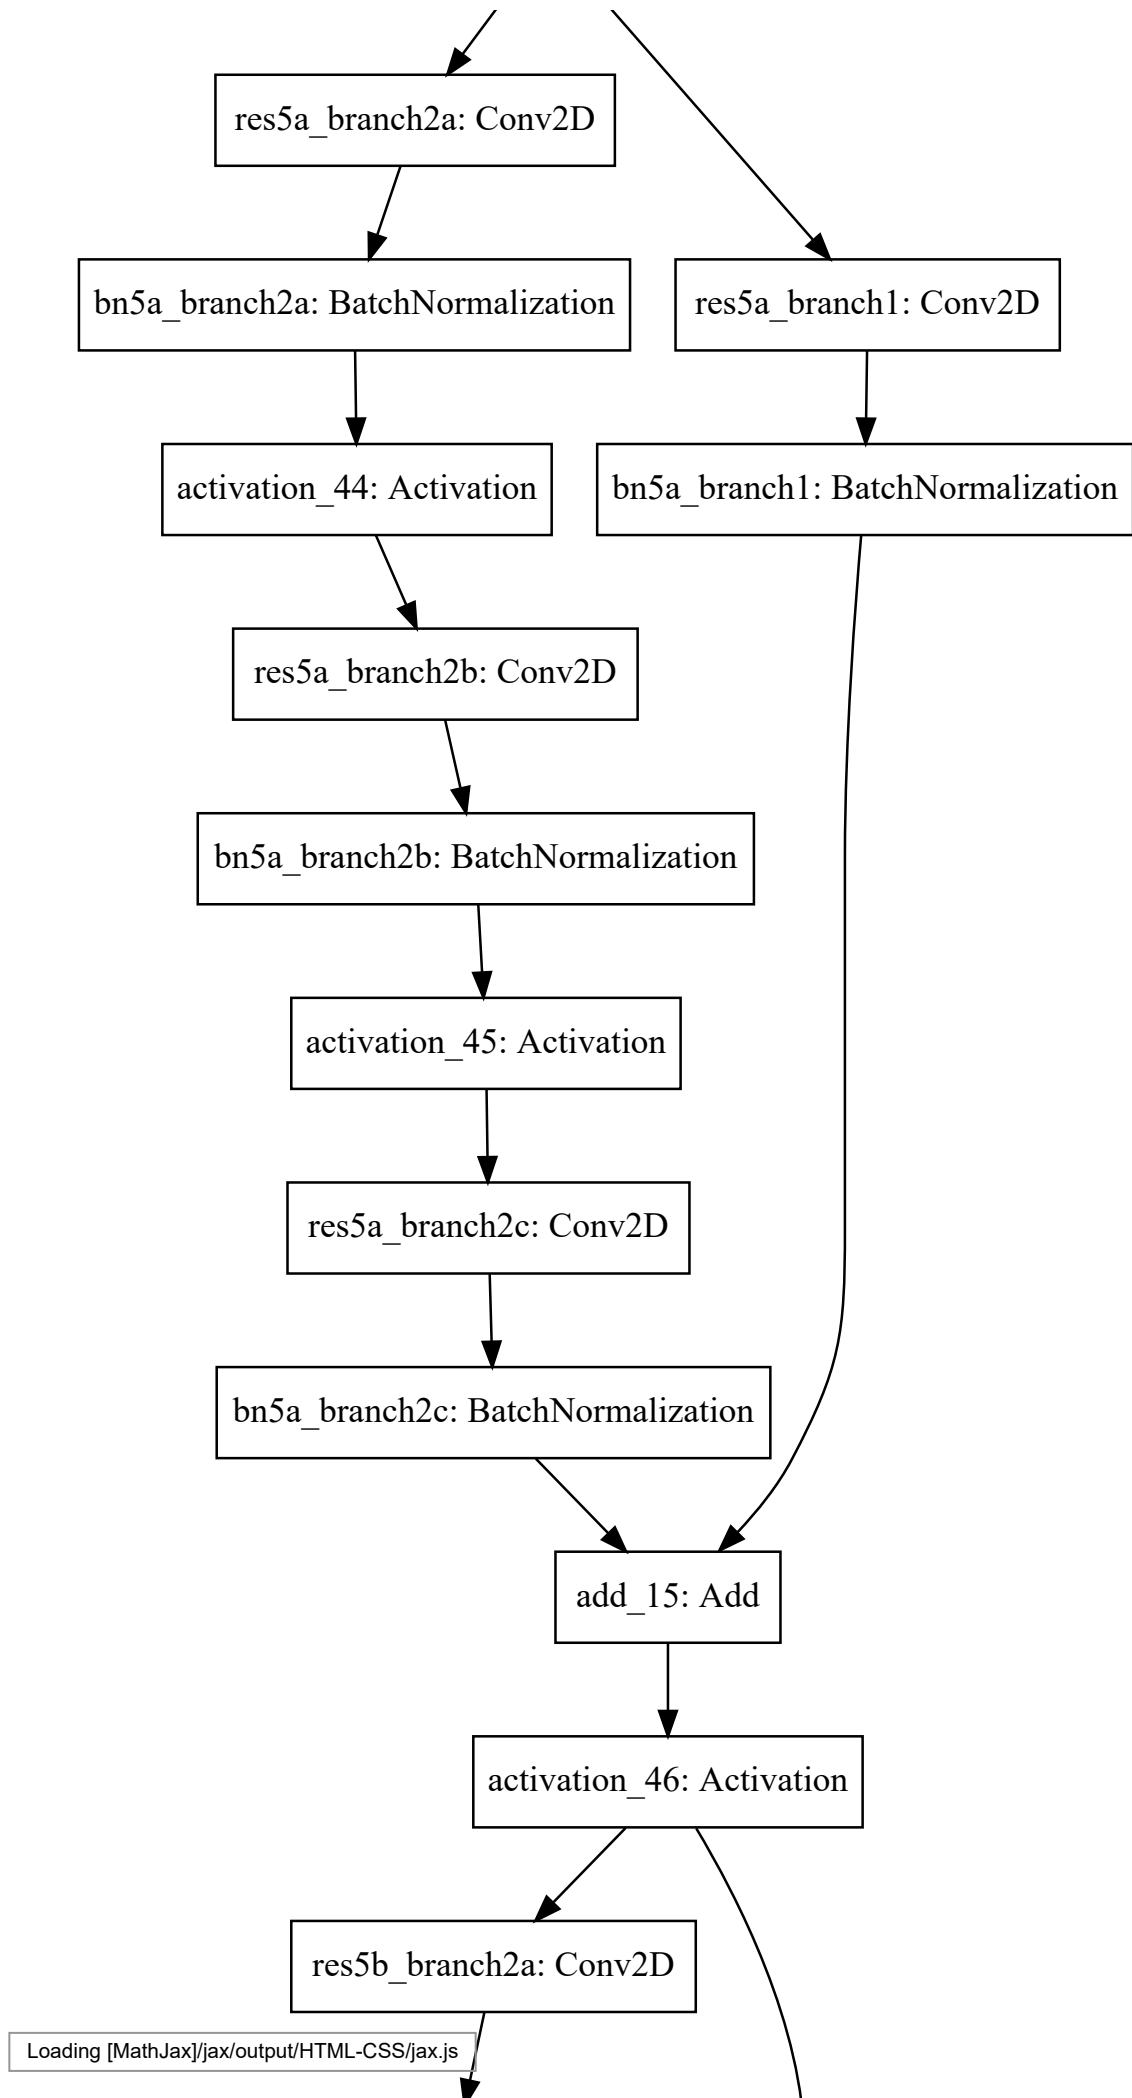 res5a_branch2a: Conv2D
bn5a_branch2a: BatchNormalization
res5a_branch1: Conv2D
activation_44: Activation
bn5a_branch1: BatchNormalization
res5a_branch2b: Conv2D
bn5a_branch2b: BatchNormalization
activation_45: Activation
res5a_branch2c: Conv2D
bn5a_branch2c: BatchNormalization
add_15: Add
activation_46: Activation
res5b_branch2a: Conv2D
Loading [MathJax]/jax/output/HTML-CSS/jax.js